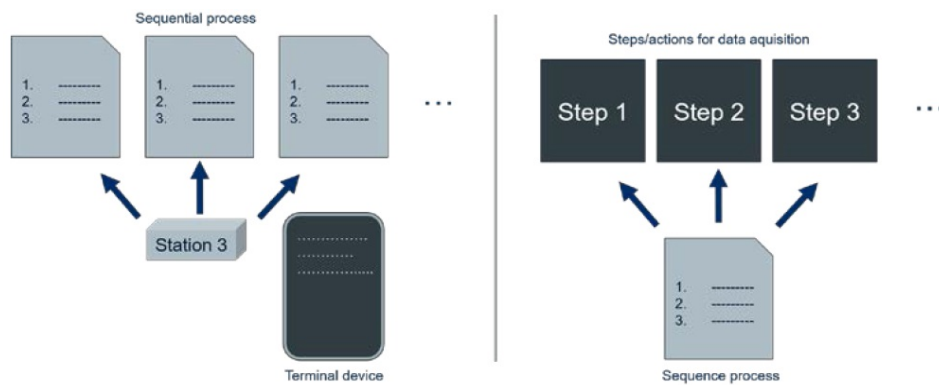 Sequential process
1. ---------
2. ---------
3. ---------
1. ---------
2. ---------
3. ---------
1. ---------
2. ---------
3. ---------
...
Station 3
Terminal device
Steps/actions for data aquisition
Step 1
Step 2
Step 3
...
1. ---------
2. ---------
3. ---------
Sequence process